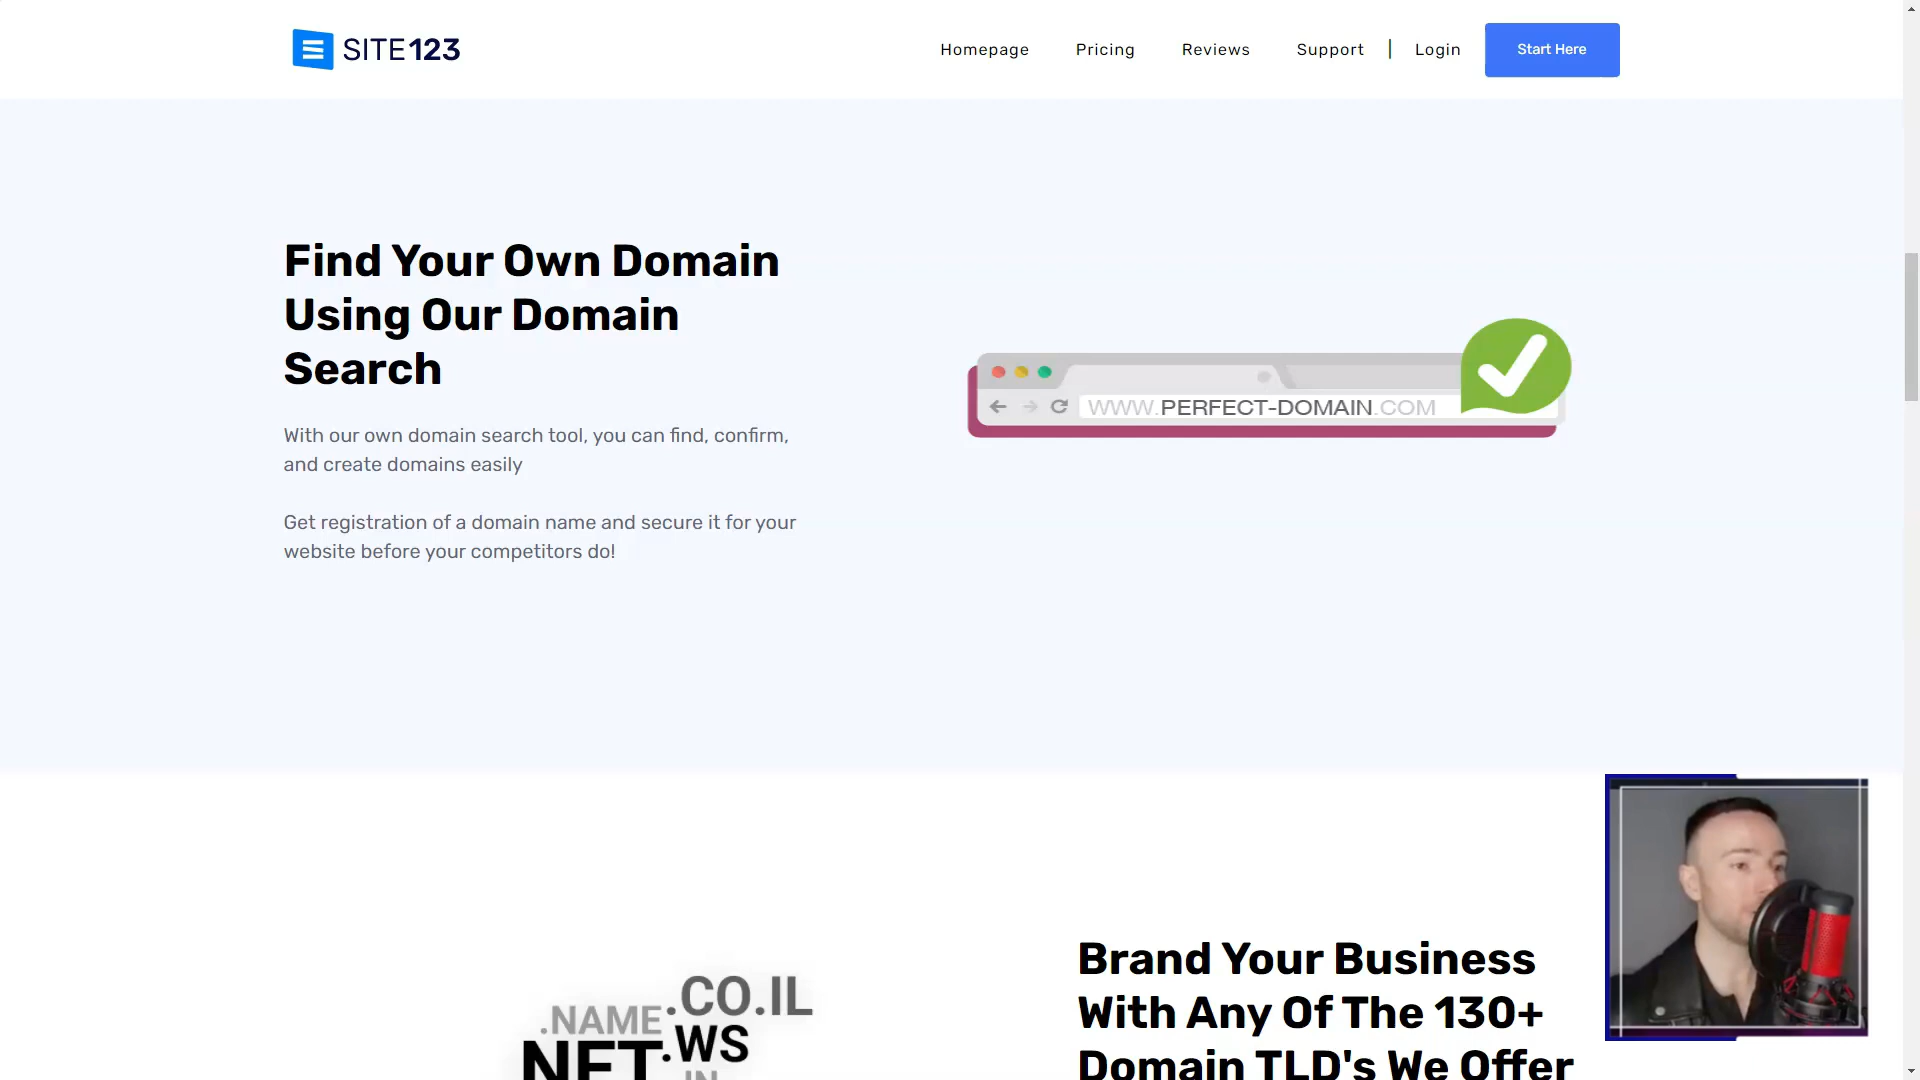 SITE123
Homepage
Pricing
Reviews
Support
Login
Start Here
Find Your Own Domain
Using Our Domain
Search
With our own domain search tool, you can find, confirm,
and create domains easily
Get registration of a domain name and secure it for your
website before your competitors do!
WWW.PERFECT-DOMAIN.COM
.CO.IL
.NAME
.WS
NET
.IN
Brand Your Business
With Any Of The 130+
Domain TLD's We Offer